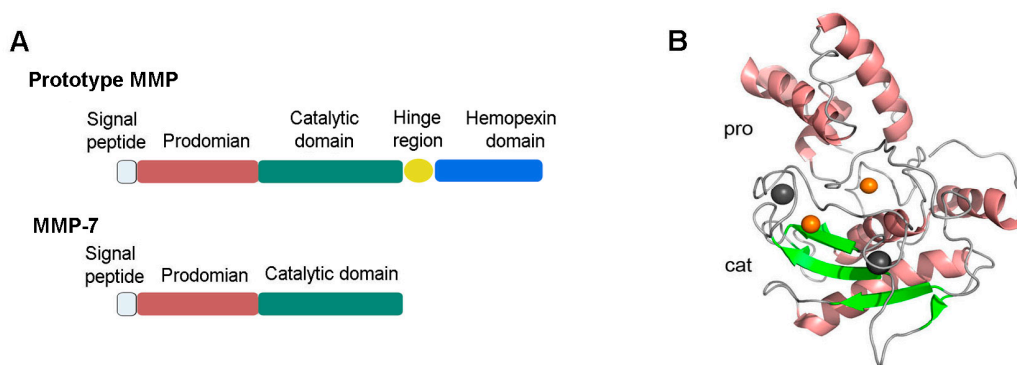 A
Prototype MMP
Signal
peptide
Prodomian
Catalytic
domain
Hinge
region
Hemopexin
domain
MMP-7
Signal
peptide
Prodomian
Catalytic domain
B
pro
cat